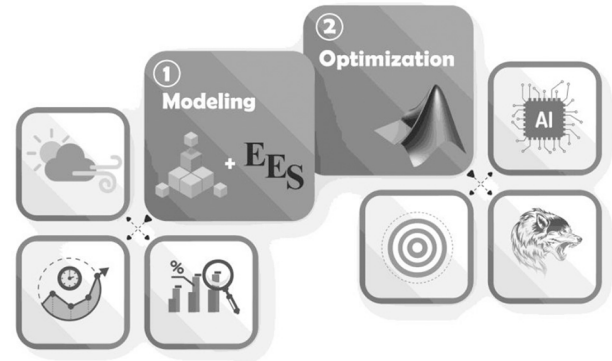 1
Modeling
+ EES
2
Optimization
AI
%